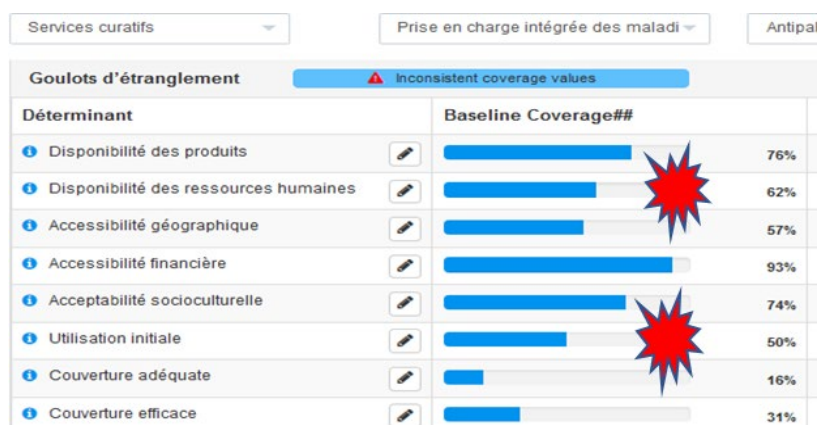 Services curatifs
Prise en charge intégrée des maladi
Antipal
Goulots d'étranglement
Inconsistent coverage values
Déterminant
Baseline Coverage##
Disponibilité des produits 76%
Disponibilité des ressources humaines 62%
Accessibilité géographique 57%
Accessibilité financière 93%
Acceptabilité socioculturelle 74%
Utilisation initiale 50%
Couverture adéquate 16%
Couverture efficace 31%